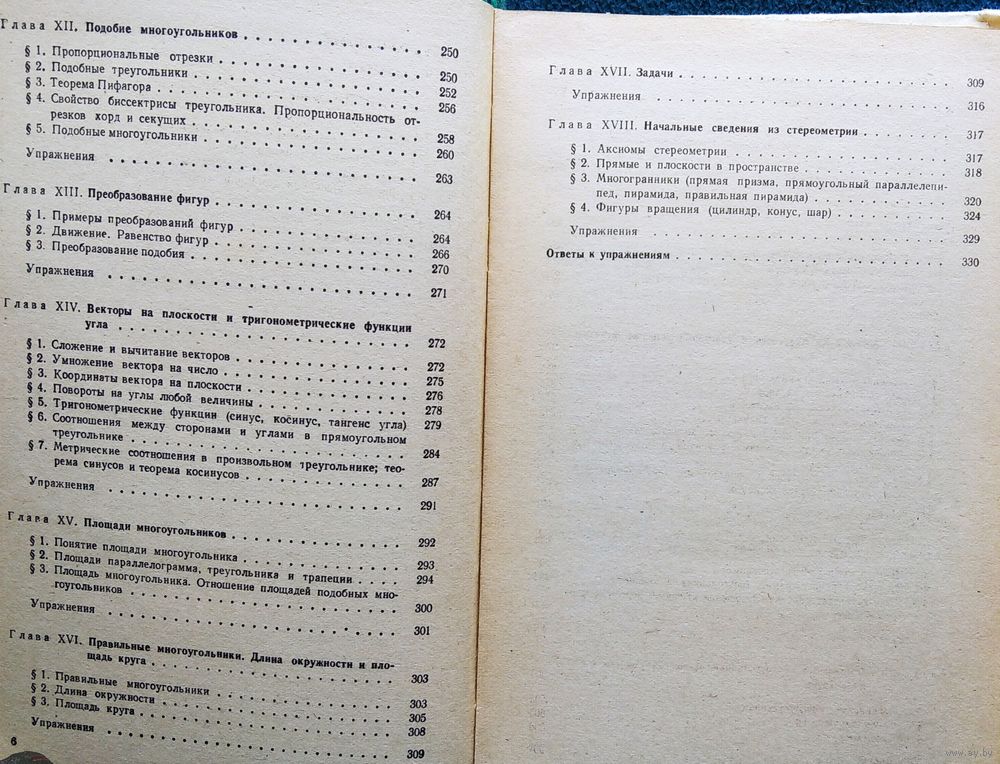 Глава XII. Подобие многоугольников . . . 250
§ 1. Пропорциональные отрезки . . . 250
§ 2. Подобные треугольники . . . 252
§ 3. Теорема Пифагора . . . 256
§ 4. Свойство биссектрисы треугольника. Пропорциональность от-
резков хорд и секущих . . . 258
§ 5. Подобные многоугольники . . . 260
Упражнения . . . 263
Глава XIII. Преобразование фигур . . . 264
§ 1. Примеры преобразований фигур . . . 264
§ 2. Движение. Равенство фигур . . . 266
§ 3. Преобразование подобия . . . 270
Упражнения . . . 271
Глава XIV. Векторы на плоскости и тригонометрические функции
угла . . . 272
§ 1. Сложение и вычитание векторов . . . 272
§ 2. Умножение вектора на число . . . 275
§ 3. Координаты вектора на плоскости . . . 276
§ 4. Повороты на углы любой величины . . . 278
§ 5. Тригонометрические функции (синус, косинус, тангенс угла) 279
§ 6. Соотношения между сторонами и углами в прямоугольном
треугольнике . . . 284
§ 7. Метрические соотношения в произвольном треугольнике; тео-
рема синусов и теорема косинусов . . . 287
Упражнения . . . 291
Глава XV. Площади многоугольников . . . 292
§ 1. Понятие площади многоугольника . . . 293
§ 2. Площади параллелограмма, треугольника и трапеции . . . 294
§ 3. Площадь многоугольника. Отношение площадей подобных мно-
гоугольников . . . 300
Упражнения . . . 301
Глава XVI. Правильные многоугольники. Длина окружности и пло-
щадь круга . . . 303
§ 1. Правильные многоугольники . . . 303
§ 2. Длина окружности . . . 305
§ 3. Площадь круга . . . 308
Упражнения . . . 309
6
Глава XVII. Задачи . . . 309
Упражнения . . . 316
Глава XVIII. Начальные сведения из стереометрии . . . 317
§ 1. Аксиомы стереометрии . . . 317
§ 2. Прямые и плоскости в пространстве . . . 318
§ 3. Многогранники (прямая призма, прямоугольный параллелепи-
пед, пирамида, правильная пирамида) . . . 320
§ 4. Фигуры вращения (цилиндр, конус, шар) . . . 324
Упражнения . . . 329
Ответы к упражнениям . . . 330
www.ay.by